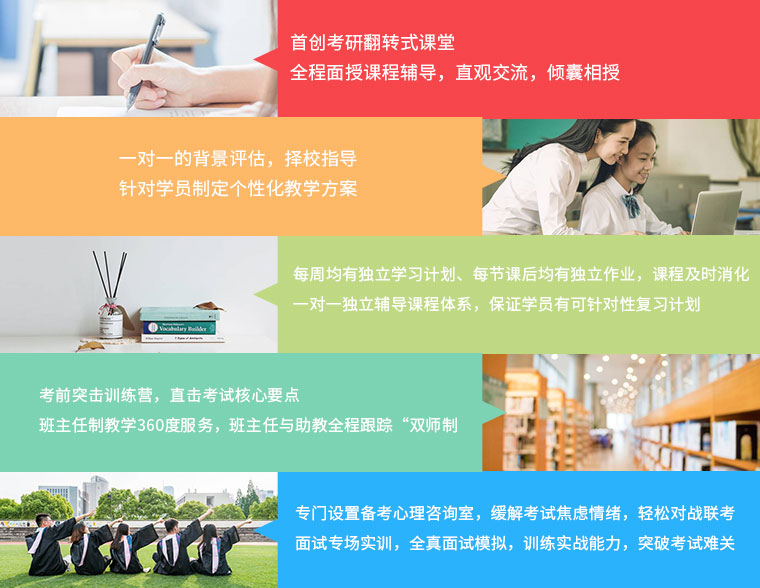 首创考研翻转式课堂
全程面授课程辅导，直观交流，倾囊相授
一对一的背景评估，择校指导
针对学员制定个性化教学方案
每周均有独立学习计划、每节课后均有独立作业，课程及时消化
一对一独立辅导课程体系，保证学员有可针对性复习计划
Vocabulary Builder
考前突击训练营，直击考试核心要点
班主任制教学360度服务，班主任与助教全程跟踪“双师制
专门设置备考心理咨询室，缓解考试焦虑情绪，轻松对战联考
面试专场实训，全真面试模拟，训练实战能力，突破考试难关